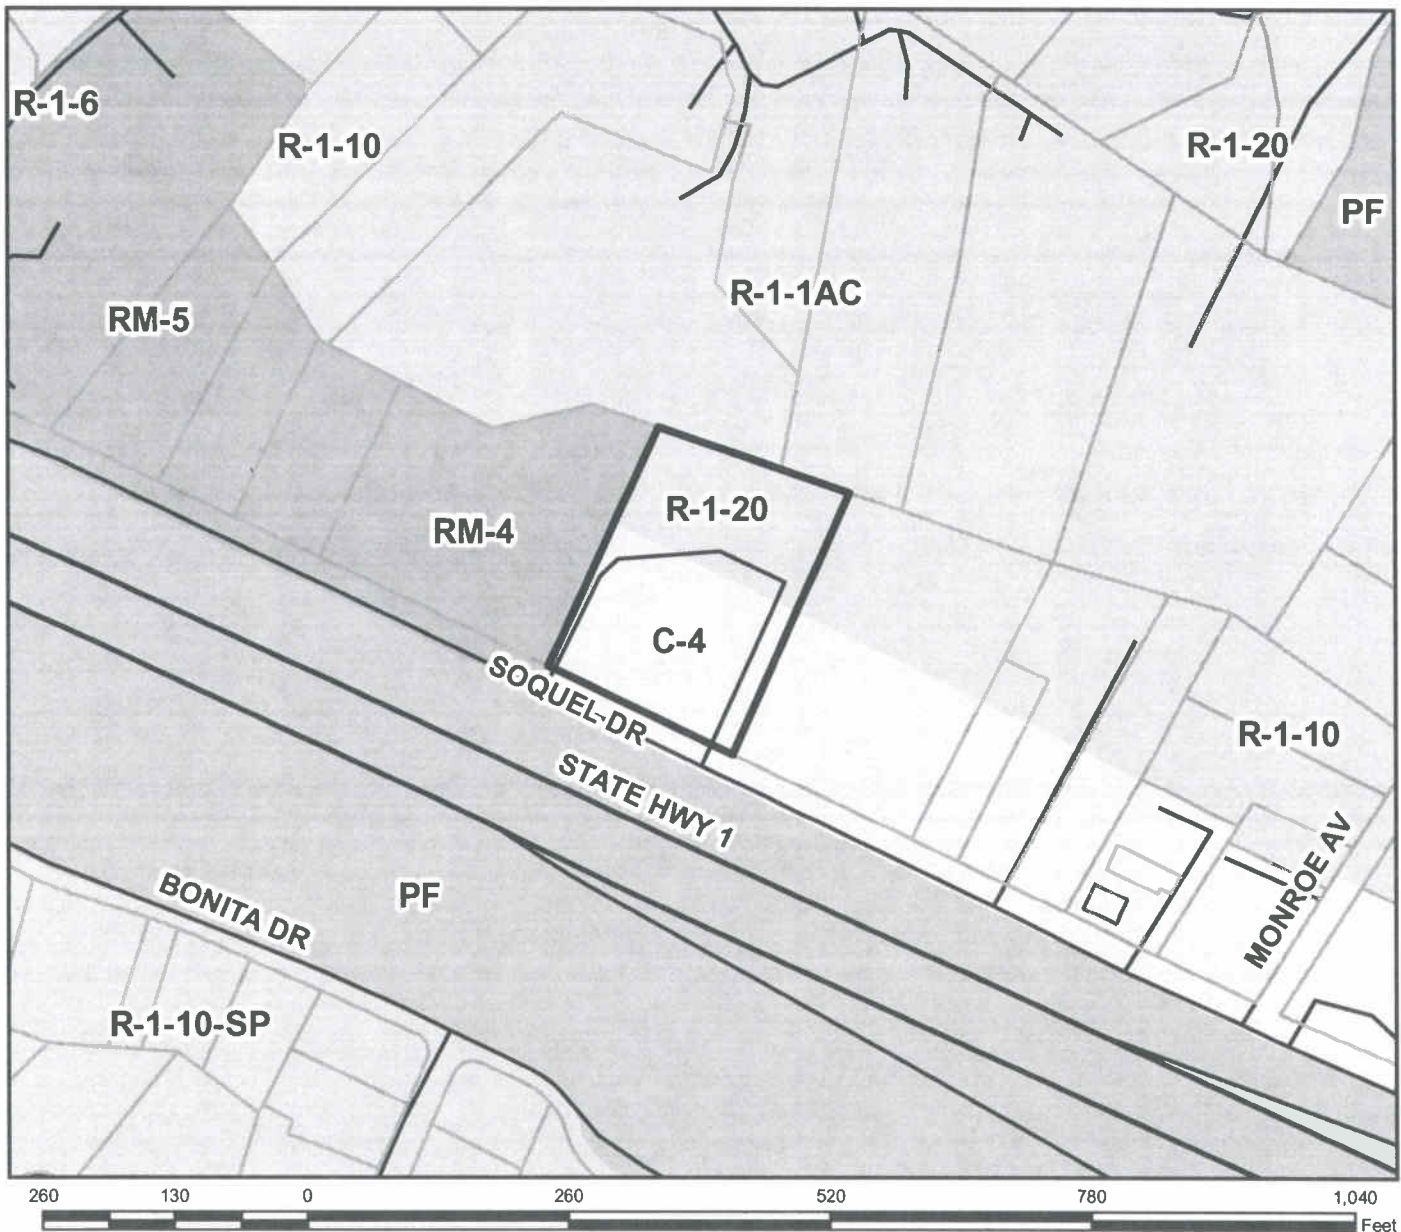 R-1-6
R-1-10
R-1-20
PF
R-1-1AC
RM-5
R-1-20
RM-4
C-4
SOQUEL DR
STATE HWY 1
R-1-10
MONROE AV
PF
BONITA DR
R-1-10-SP
260 130 0 260 520 780 1,040
Feet